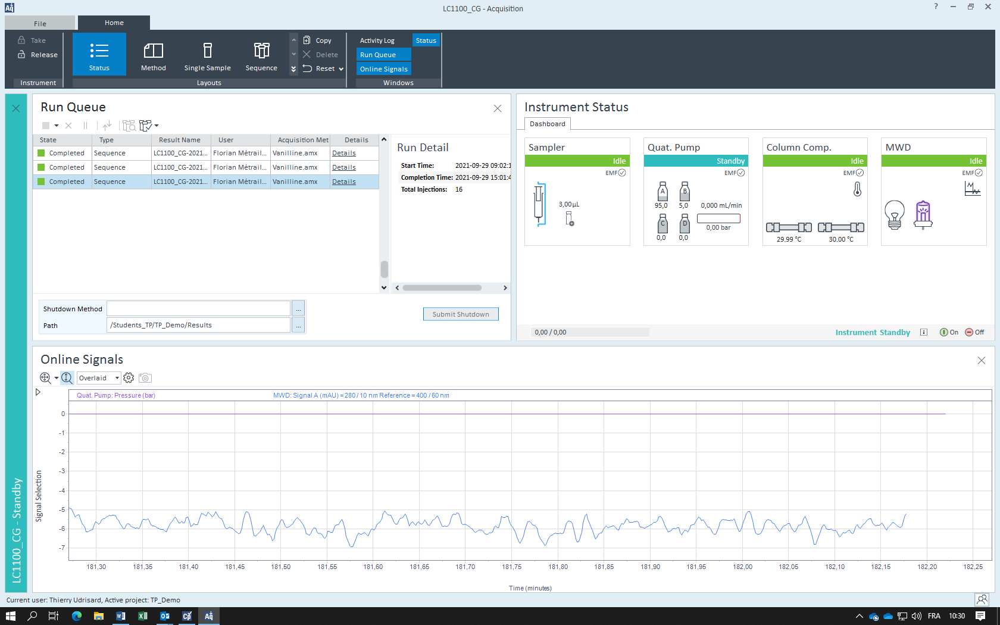 Aq
LC1100_CG - Acquisition
?
File
Home
Take
Release
Instrument
Status
Method
Single Sample
Sequence
Layouts
Copy
Delete
Reset
Activity Log
Status
Run Queue
Online Signals
Windows
LC1100_CG - Standby
Run Queue
State Type Result Name User Acquisition Met Details
Completed Sequence LC1100_CG-2021... Florian Métrail... Vanilline.amx Details
Completed Sequence LC1100_CG-2021... Florian Métrail... Vanilline.amx Details
Completed Sequence LC1100_CG-2021... Florian Métrail... Vanilline.amx Details
Run Detail
Start Time: 2021-09-29 09:02:1
Completion Time: 2021-09-29 15:01:4
Total Injections: 16
Shutdown Method ...
Path /Students_TP/TP_Demo/Results ...
Submit Shutdown
Instrument Status
Dashboard
Sampler
Idle
EMF
3,00 µL
Quat. Pump
Standby
EMF
A B
95,0 5,0 0,000 mL/min
C D
0,00 bar
0,0 0,0
Column Comp.
Idle
EMF
29,99 °C 30,00 °C
MWD
Idle
EMF
0,00 / 0,00
Instrument Standby
On
Off
Online Signals
Overlaid
Quat. Pump: Pressure (bar)
MWD: Signal A (mAU) = 280 / 10 nm Reference = 400 / 60 nm
Signal Selection
0
-1
-2
-3
-4
-5
-6
-7
181,30 181,35 181,40 181,45 181,50 181,55 181,60 181,65 181,70 181,75 181,80 181,85 181,90 181,95 182,00 182,05 182,10 182,15 182,20 182,25
Time (minutes)
Current user: Thierry Udrisard, Active project: TP_Demo
Cp
Aq
FRA
10:30